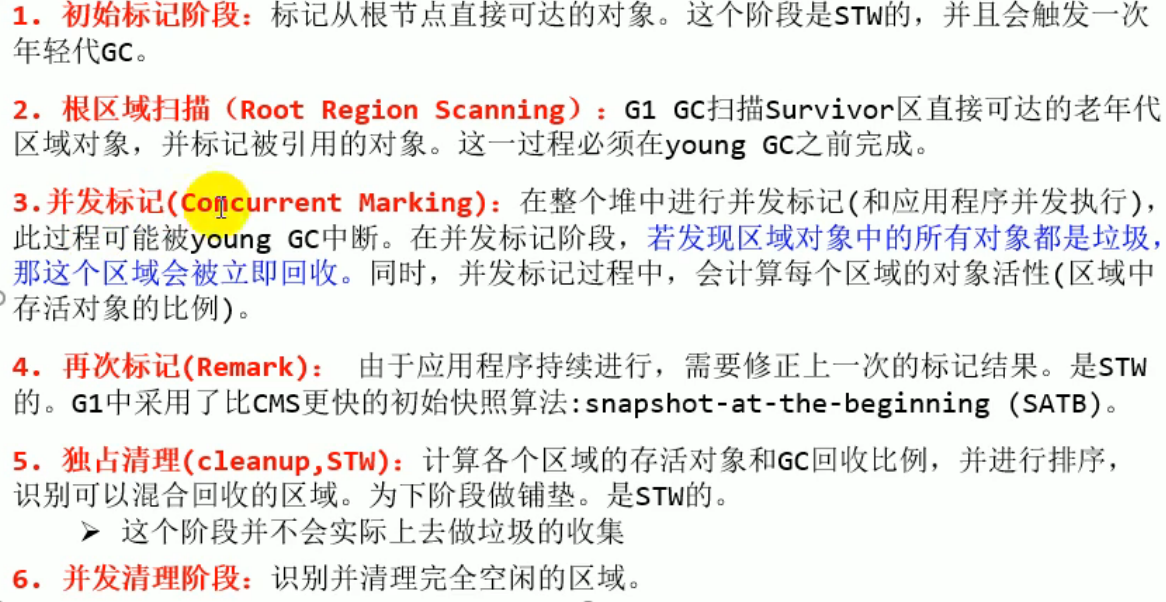 1. 初始标记阶段：标记从根节点直接可达的对象。这个阶段是STW的，并且会触发一次
年轻代GC。
2. 根区域扫描（Root Region Scanning）：G1 GC扫描Survivor区直接可达的老年代
区域对象，并标记被引用的对象。这一过程必须在young GC之前完成。
3.并发标记(Concurrent Marking)：在整个堆中进行并发标记(和应用程序并发执行)，
此过程可能被young GC中断。在并发标记阶段，若发现区域对象中的所有对象都是垃圾，
那这个区域会被立即回收。同时，并发标记过程中，会计算每个区域的对象活性(区域中
存活对象的比例)。
4. 再次标记(Remark)： 由于应用程序持续进行，需要修正上一次的标记结果。是STW
的。G1中采用了比CMS更快的初始快照算法:snapshot-at-the-beginning (SATB)。
5. 独占清理(cleanup,STW)：计算各个区域的存活对象和GC回收比例，并进行排序，
识别可以混合回收的区域。为下阶段做铺垫。是STW的。
➢ 这个阶段并不会实际上去做垃圾的收集
6. 并发清理阶段：识别并清理完全空闲的区域。